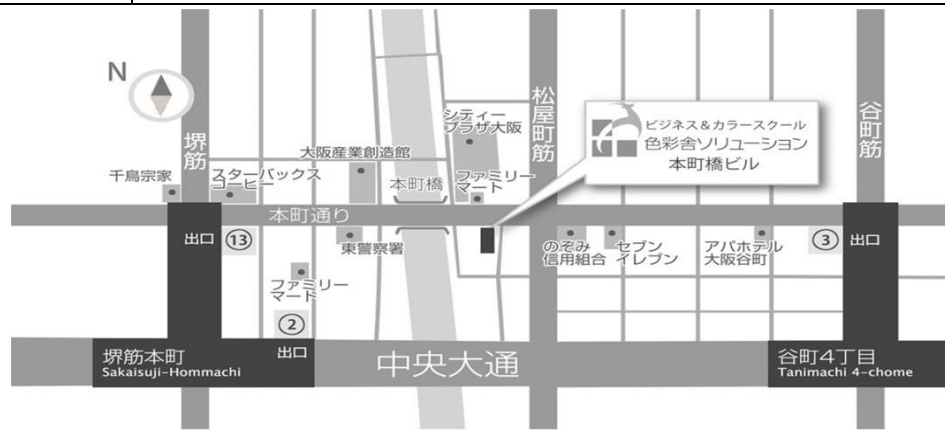 N
堺筋
千鳥宗家
スターバックス
コーヒー
大阪産業創造館
本町橋
シティー
プラザ大阪
ファミリー
マート
松屋町筋
ビジネス&カラースクール
色彩舎ソリューション
本町橋ビル
谷町筋
本町通り
出口 ⑬
東警察署
ファミリー
マート
②
出口
のぞみ
信用組合
セブン
イレブン
アパホテル
大阪谷町
③ 出口
堺筋本町
Sakaisuji-Hommachi
中央大通
谷町4丁目
Tanimachi 4-chome